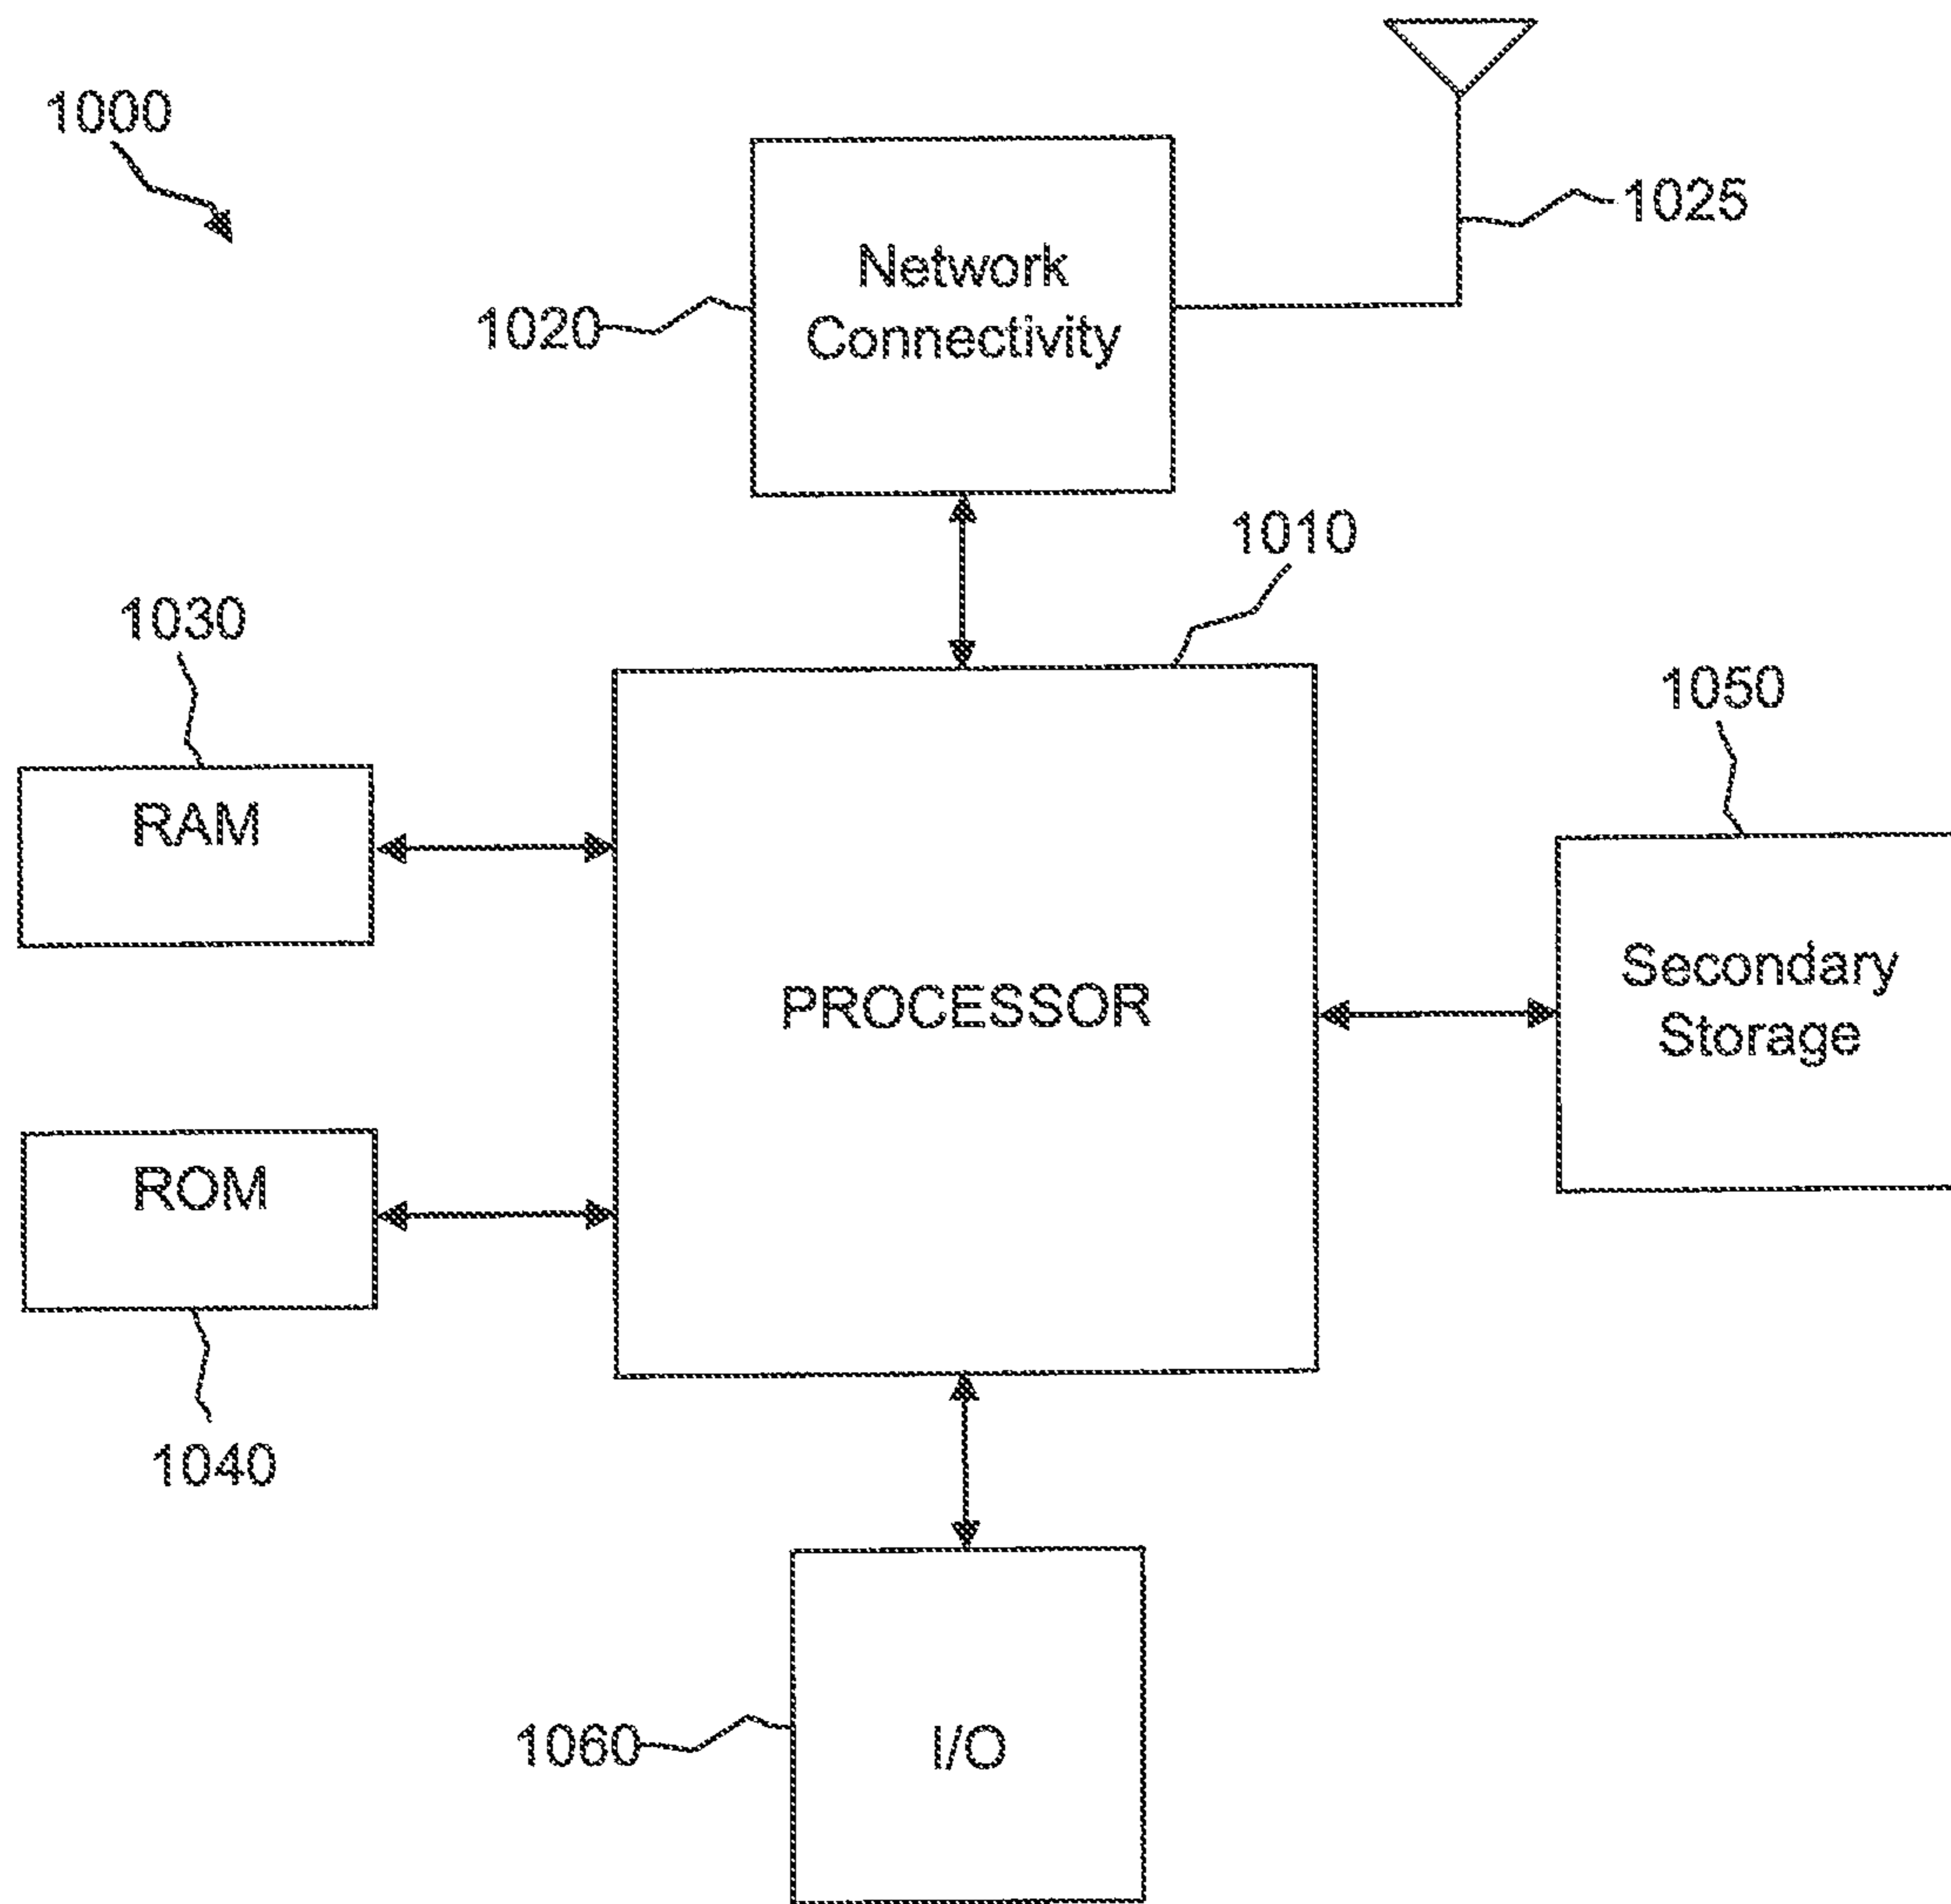 1000
1025
Network
Connectivity
1020
1010
1030
1050
RAM
Secondary
Storage
PROCESSOR
ROM
1040
1060
I/O